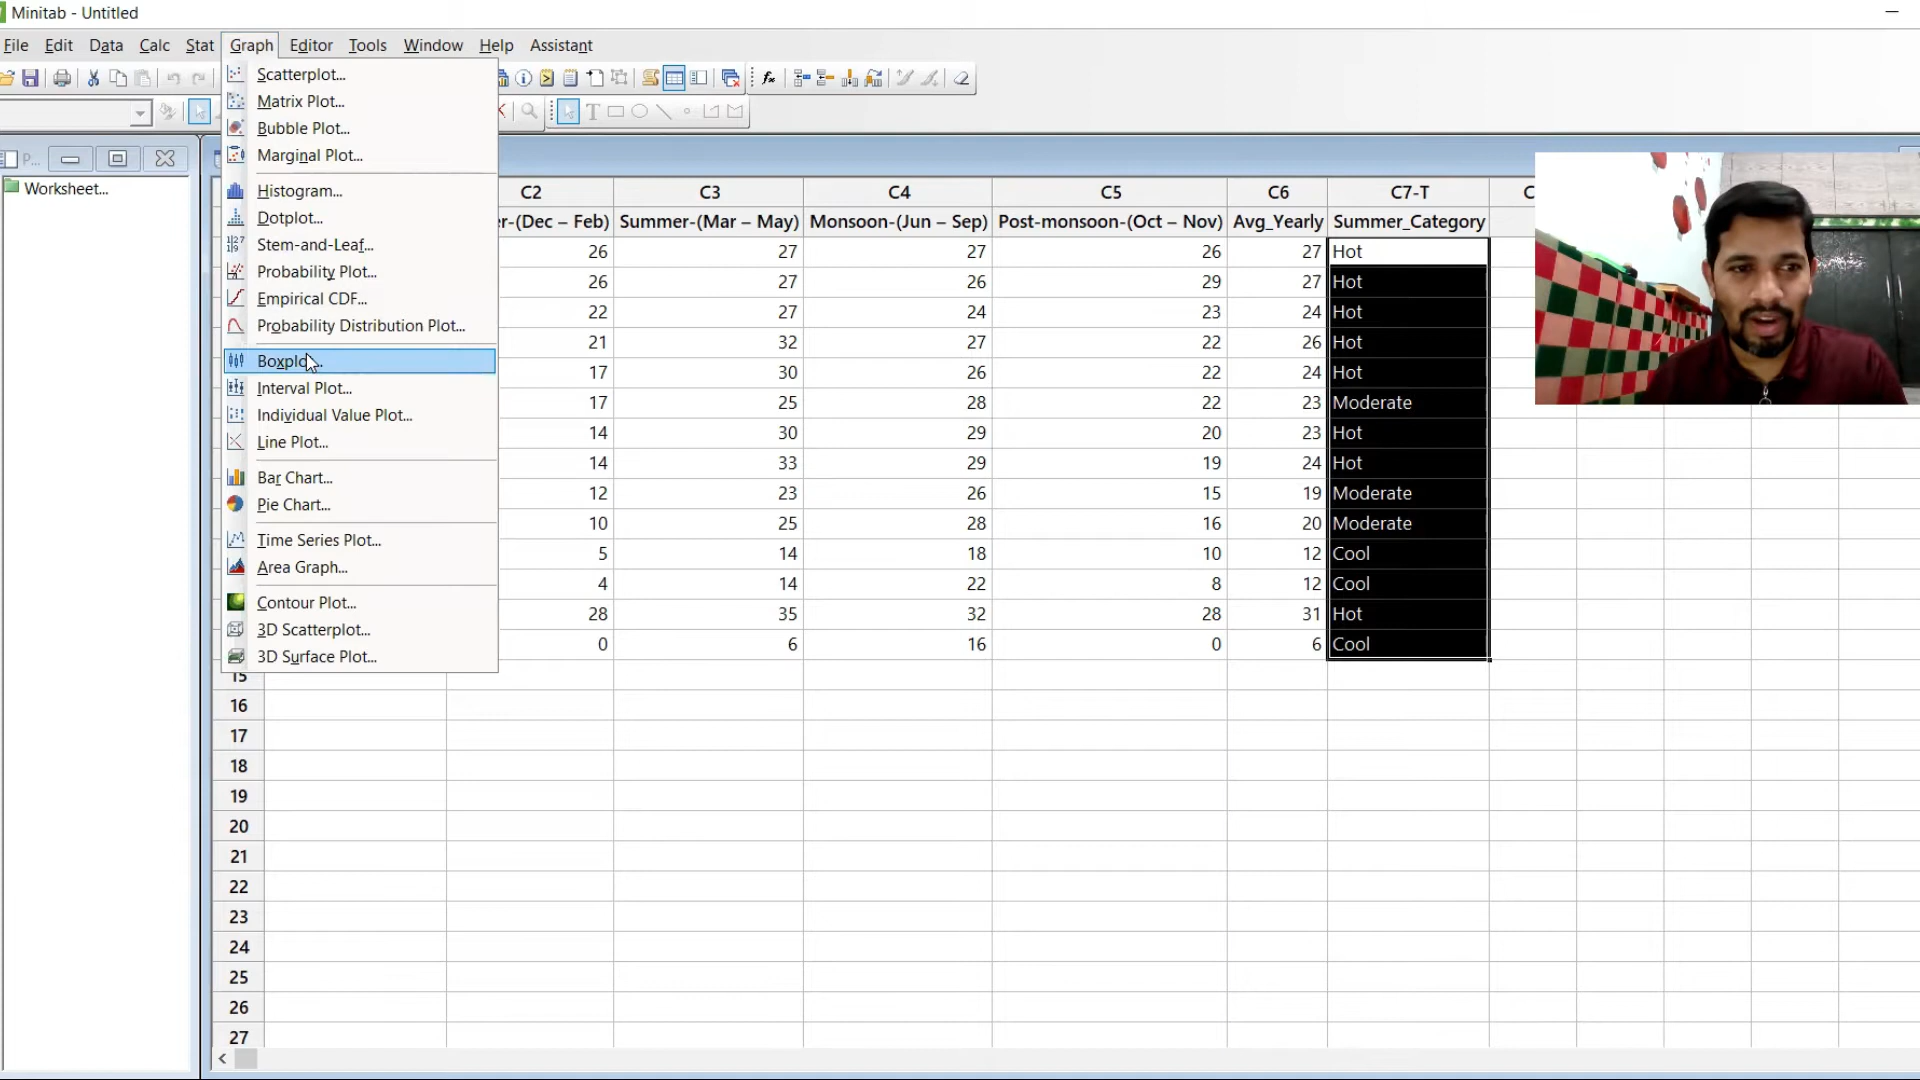 Minitab - Untitled
File Edit Data Calc Stat Graph Editor Tools Window Help Assistant
Scatterplot...
Matrix Plot...
Bubble Plot...
Marginal Plot...
Histogram...
Dotplot...
Stem-and-Leaf...
Probability Plot...
Empirical CDF...
Probability Distribution Plot...
Boxplo...
Interval Plot...
Individual Value Plot...
Line Plot...
Bar Chart...
Pie Chart...
Time Series Plot...
Area Graph...
Contour Plot...
3D Scatterplot...
3D Surface Plot...
P...
Worksheet...
C2 C3 C4 C5 C6 C7-T C
er-(Dec – Feb) Summer-(Mar – May) Monsoon-(Jun – Sep) Post-monsoon-(Oct – Nov) Avg_Yearly Summer_Category
26 27 27 26 27 Hot
26 27 26 29 27 Hot
22 27 24 23 24 Hot
21 32 27 22 26 Hot
17 30 26 22 24 Hot
17 25 28 22 23 Moderate
14 30 29 20 23 Hot
14 33 29 19 24 Hot
12 23 26 15 19 Moderate
10 25 28 16 20 Moderate
5 14 18 10 12 Cool
4 14 22 8 12 Cool
28 35 32 28 31 Hot
0 6 16 0 6 Cool
15
16
17
18
19
20
21
22
23
24
25
26
27